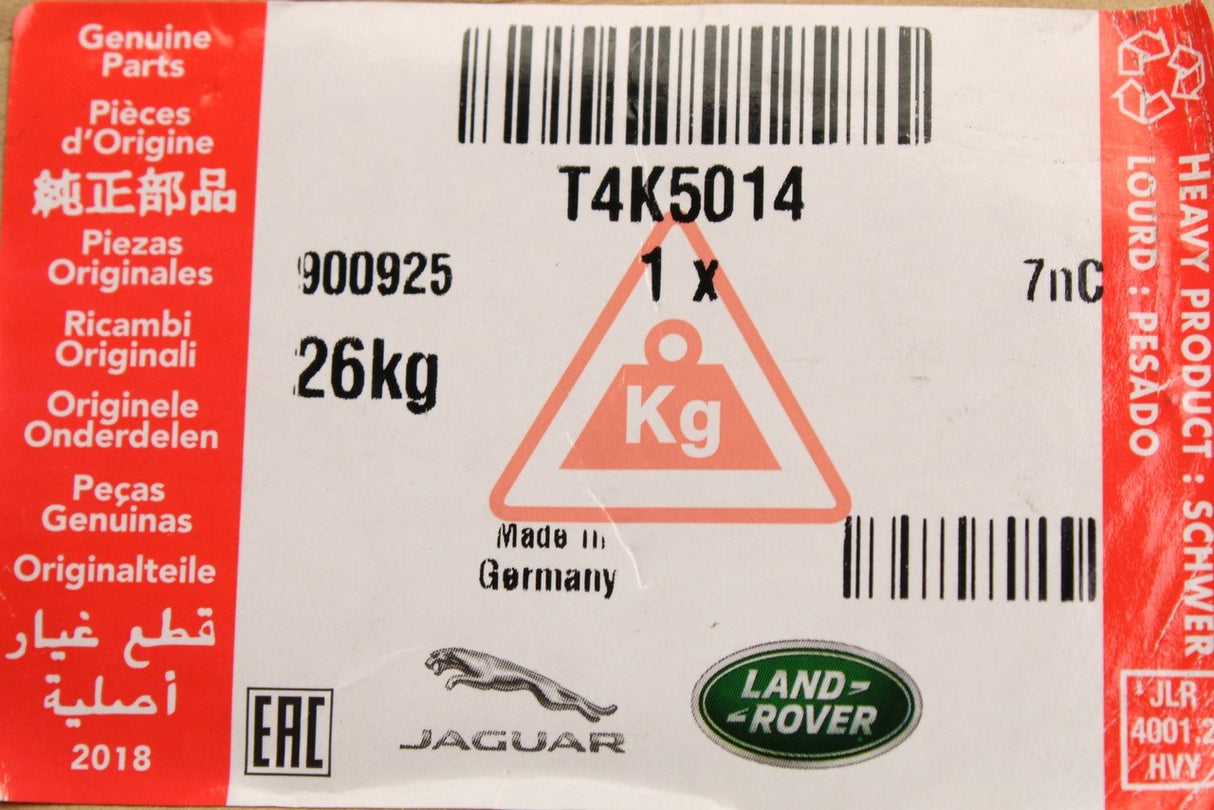 Genuine
Parts
Pièces
d'Origine
純正部品
Piezas
Originales
Ricambi
Originali
Originele
Onderdelen
Peças
Genuinas
Originalteile
قطع غيار
أصلية
2018
T4K5014
900925
1 x
7nC
26kg
Kg
Made in
Germany
EAC
JAGUAR
LAND
ROVER
HEAVY PRODUCT : SCHWER
LOURD : PESADO
JLR
4001.2
HVY